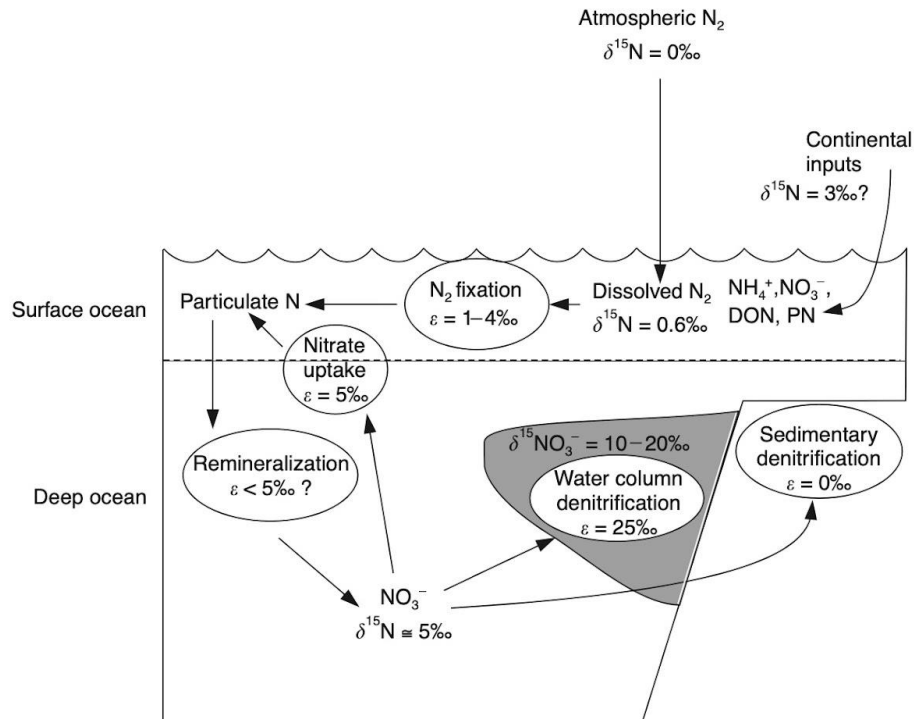 Atmospheric N₂
δ¹⁵N = 0‰
Continental
inputs
δ¹⁵N = 3‰?
Surface ocean
Particulate N
N₂ fixation
ε = 1–4‰
Dissolved N₂
δ¹⁵N = 0.6‰
NH₄⁺,NO₃⁻,
DON, PN
Nitrate
uptake
ε = 5‰
Deep ocean
Remineralization
ε < 5‰ ?
δ¹⁵NO₃⁻ = 10–20‰
Water column
denitrification
ε = 25‰
Sedimentary
denitrification
ε = 0‰
NO₃⁻
δ¹⁵N ≅ 5‰